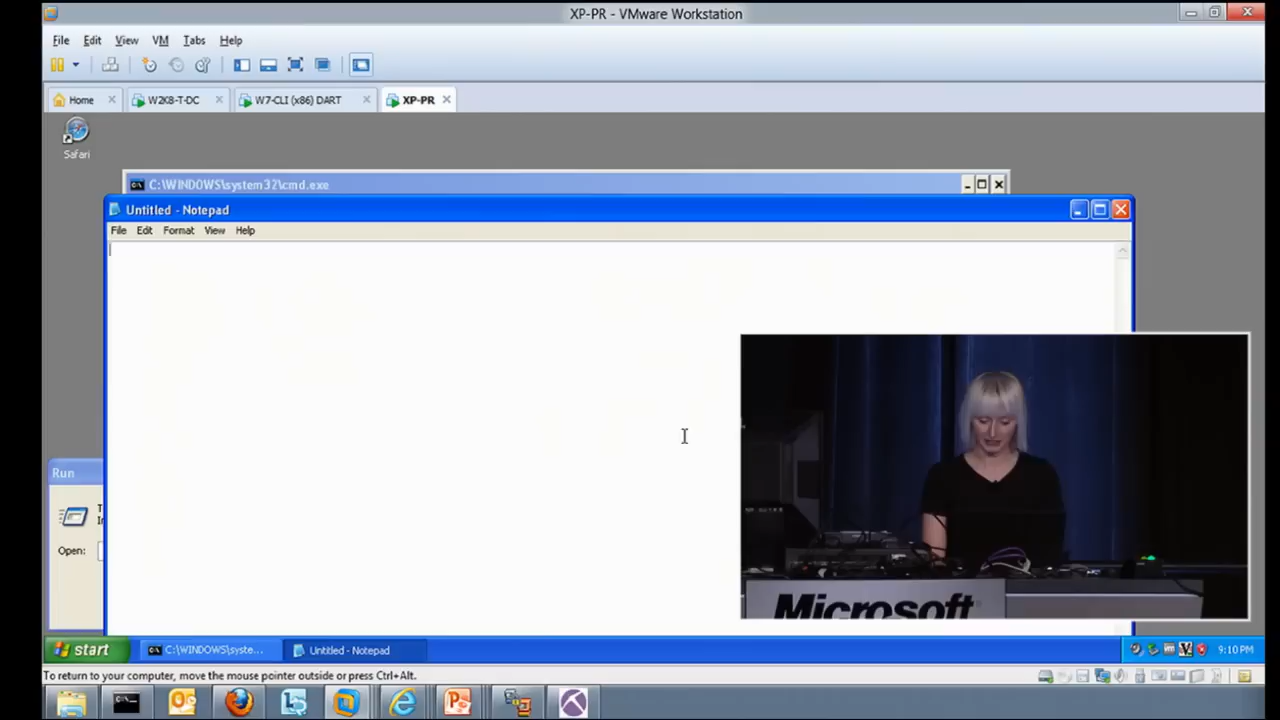 XP-PR - VMware Workstation
File Edit View VM Tabs Help
Home W2K8-T-DC W7-CLI (x86) DART XP-PR
Safari
C:\WINDOWS\system32\cmd.exe
Untitled - Notepad
File Edit Format View Help
Run
Open:
Microsoft
start C:\WINDOWS\syste... Untitled - Notepad 9:10 PM
To return to your computer, move the mouse pointer outside or press Ctrl+Alt.